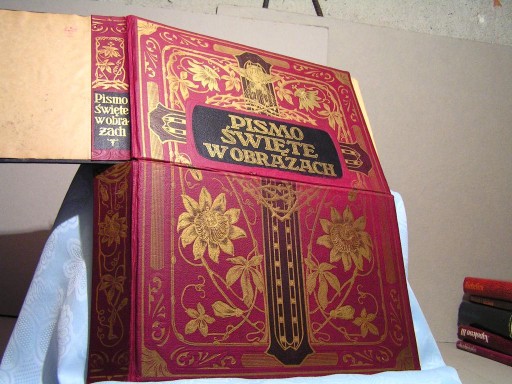 Pismo
święte
w obra-
zach
PISMO
ŚWIĘTE
W OBRAZACH